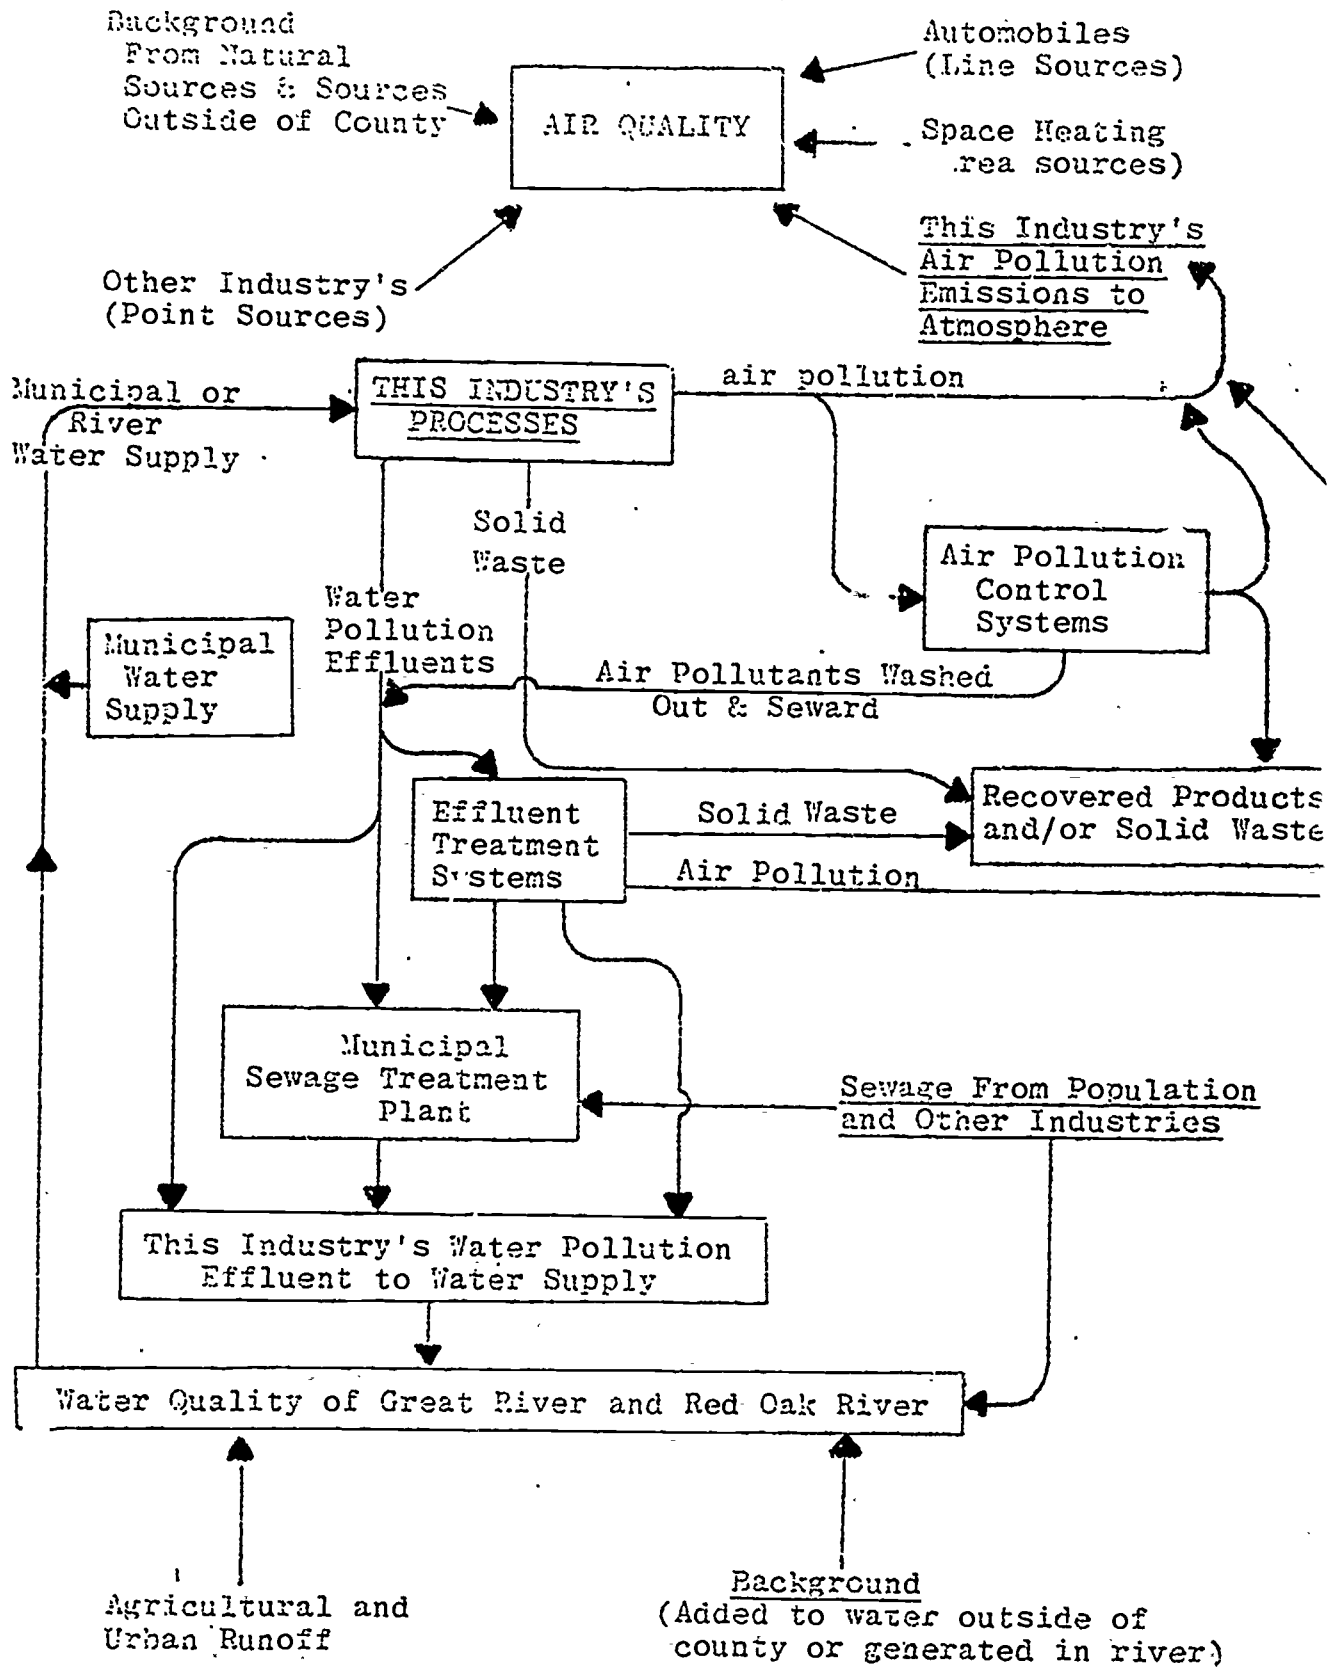 Background
From Natural
Sources & Sources
Outside of County
AIR QUALITY
Automobiles
(Line Sources)
Space Heating
rea sources)
Other Industry's
(Point Sources)
This Industry's
Air Pollution
Emissions to
Atmosphere
Municipal or
River
Water Supply
THIS INDUSTRY'S
PROCESSES
air pollution
Solid
Waste
Air Pollution
Control
Systems
Water
Pollution
Effluents
Municipal
Water
Supply
Air Pollutants Washed
Out & Seward
Effluent
Treatment
Systems
Solid Waste
Air Pollution
Recovered Products
and/or Solid Waste
Municipal
Sewage Treatment
Plant
Sewage From Population
and Other Industries
This Industry's Water Pollution
Effluent to Water Supply
Water Quality of Great River and Red Oak River
Agricultural and
Urban Runoff
Background
(Added to water outside of
county or generated in river)